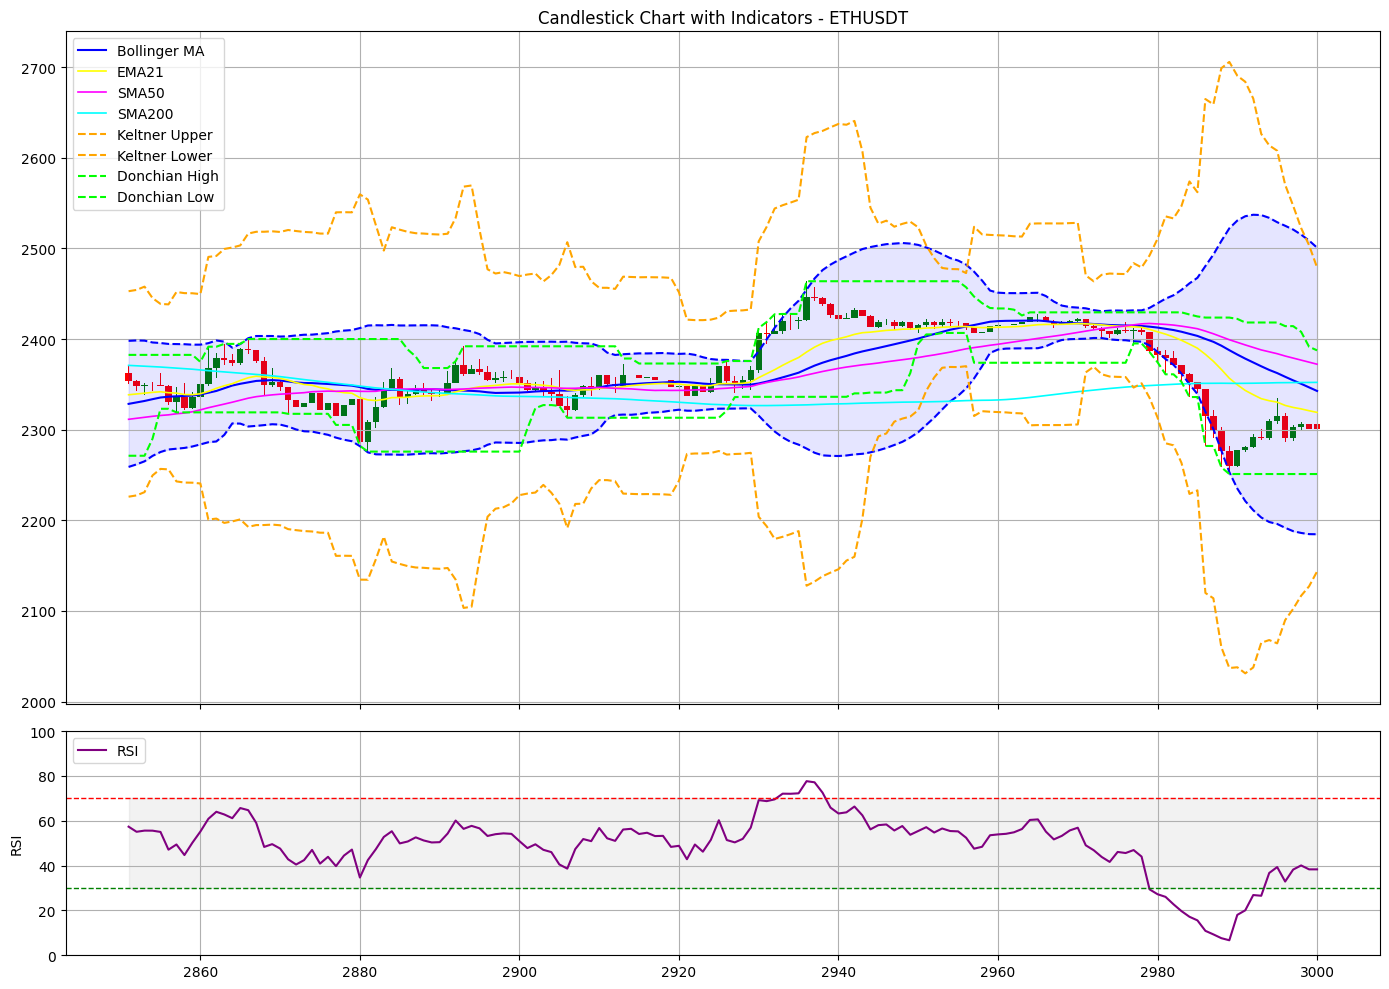 Candlestick Chart with Indicators - ETHUSDT
Bollinger MA
EMA21
SMA50
SMA200
Keltner Upper
Keltner Lower
Donchian High
Donchian Low
2700
2600
2500
2400
2300
2200
2100
2000
RSI
RSI
100
80
60
40
20
0
2860
2880
2900
2920
2940
2960
2980
3000